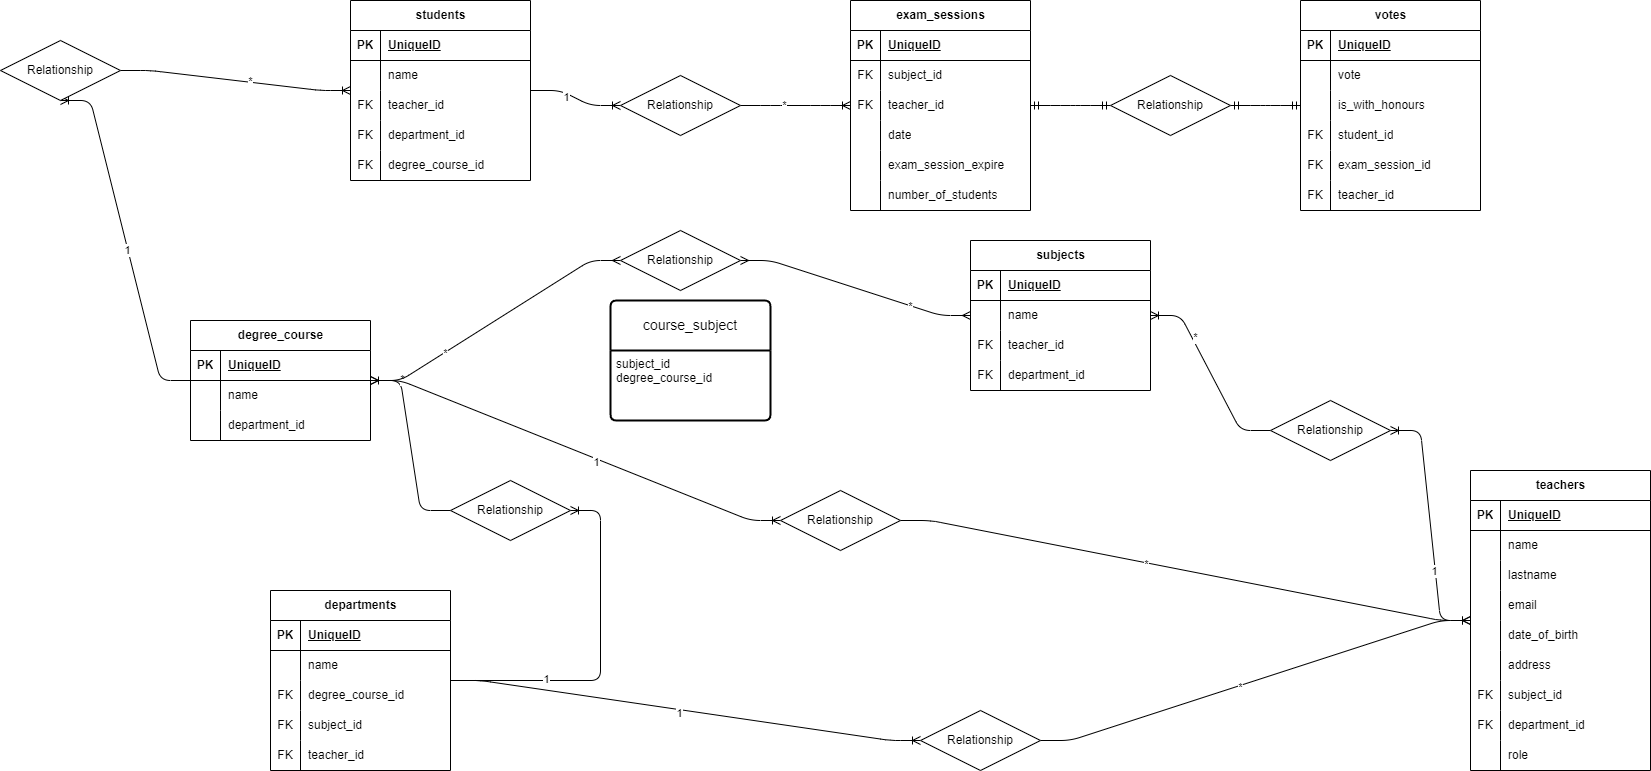 students
PK UniqueID
name
FK teacher_id
FK department_id
FK degree_course_id
exam_sessions
PK UniqueID
FK subject_id
FK teacher_id
date
exam_session_expire
number_of_students
votes
PK UniqueID
vote
is_with_honours
FK student_id
FK exam_session_id
FK teacher_id
Relationship
*
1
Relationship
*
Relationship
1
degree_course
PK UniqueID
name
department_id
*
Relationship
*
*
course_subject
subject_id
degree_course_id
subjects
PK UniqueID
name
FK teacher_id
FK department_id
*
Relationship
1
1
Relationship
*
Relationship
1
departments
PK UniqueID
name
FK degree_course_id
FK subject_id
FK teacher_id
1
Relationship
*
teachers
PK UniqueID
name
lastname
email
date_of_birth
address
FK subject_id
FK department_id
role